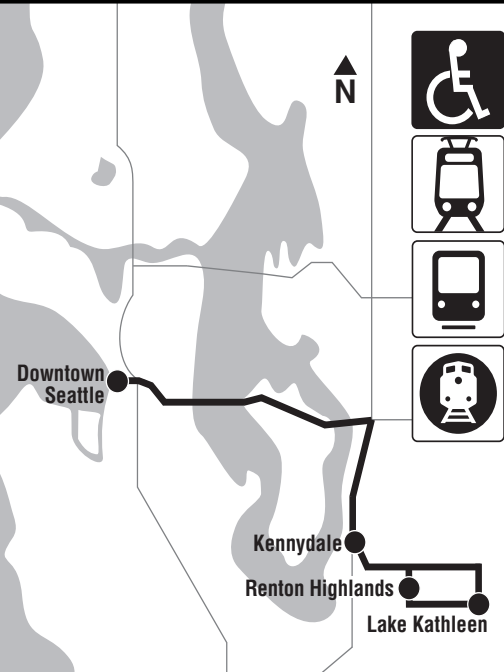 N
Downtown
Seattle
Kennydale
Renton Highlands
Lake Kathleen